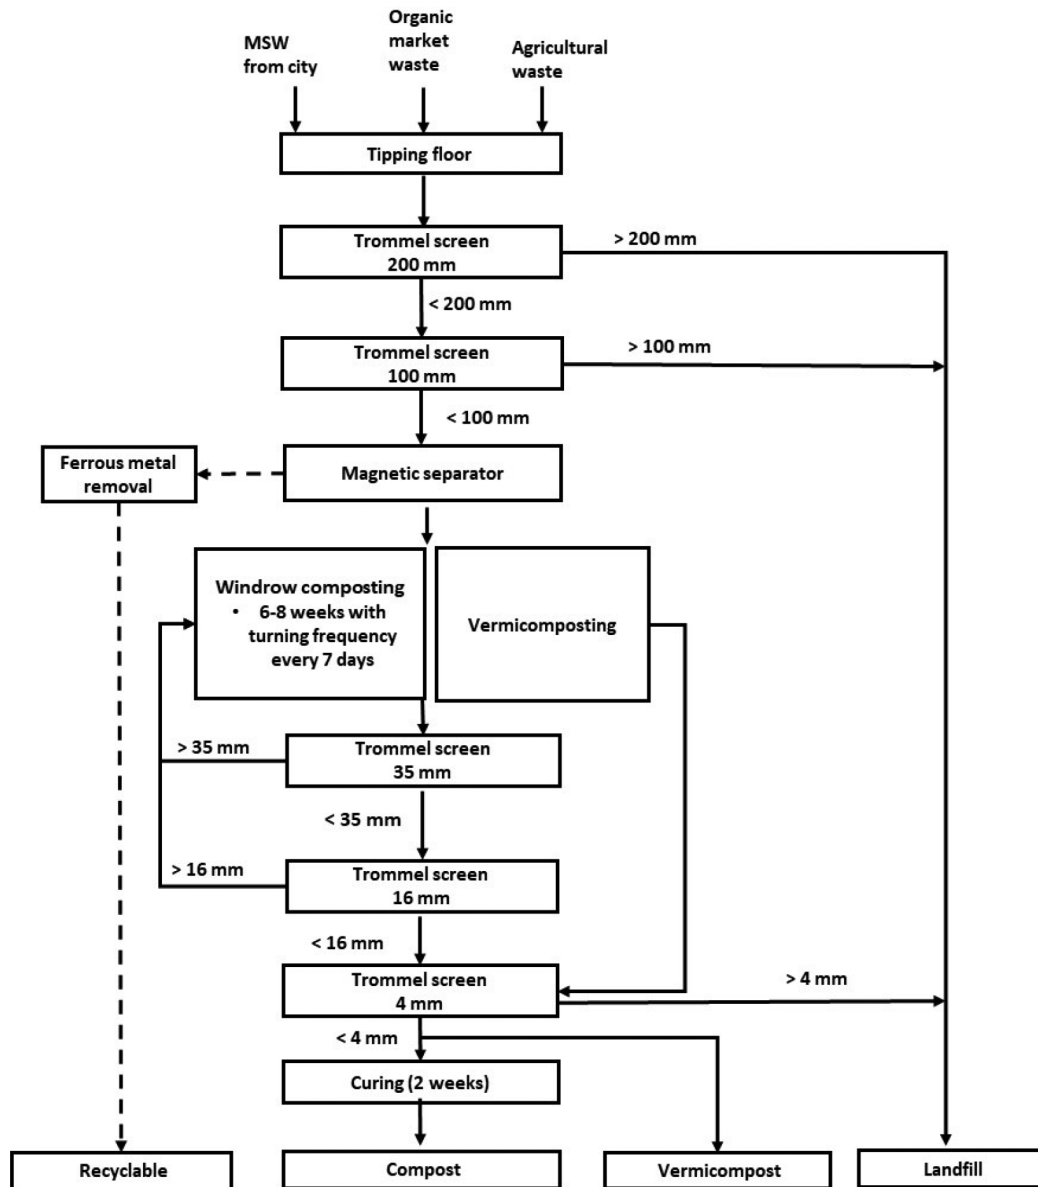 MSW
from city
Organic
market
waste
Agricultural
waste
Tipping floor
Trommel screen
200 mm
> 200 mm
< 200 mm
Trommel screen
100 mm
> 100 mm
< 100 mm
Ferrous metal
removal
Magnetic separator
Windrow composting
• 6-8 weeks with
turning frequency
every 7 days
Vermicomposting
> 35 mm
Trommel screen
35 mm
< 35 mm
> 16 mm
Trommel screen
16 mm
< 16 mm
Trommel screen
4 mm
> 4 mm
< 4 mm
Curing (2 weeks)
Recyclable
Compost
Vermicompost
Landfill